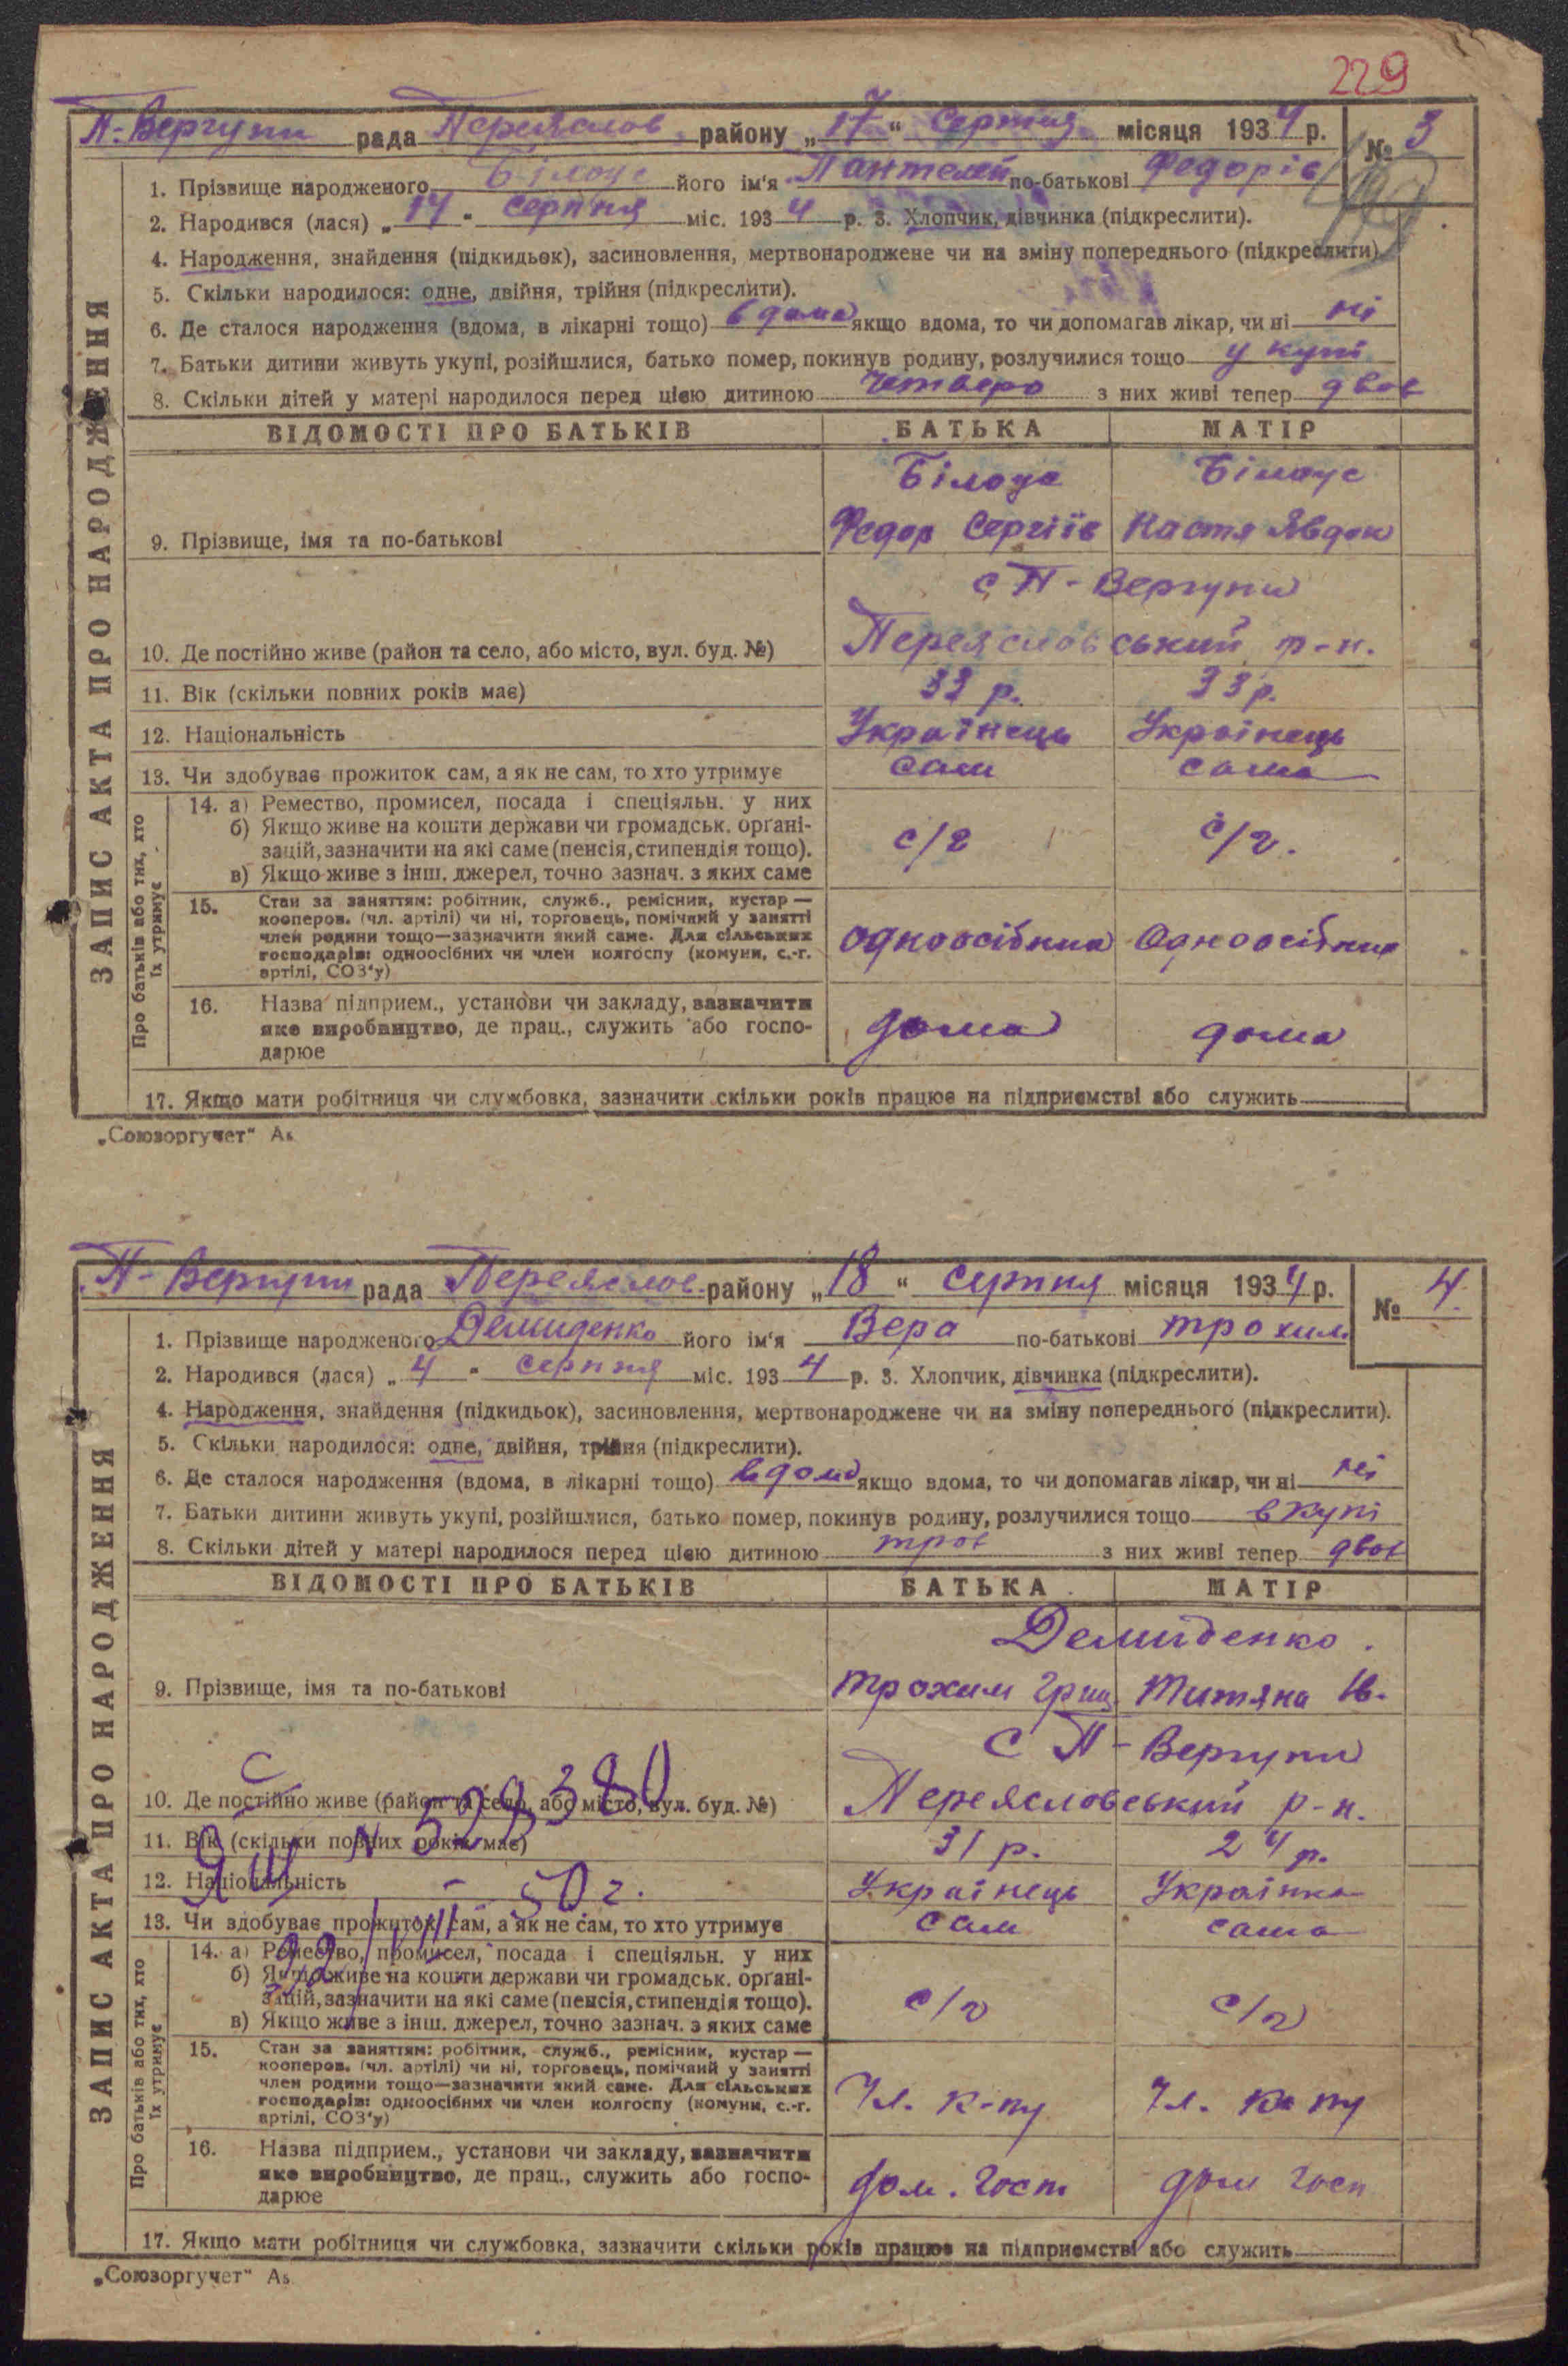 229
П-Вергуни рада Переяслов району „17“ Серпня місяця 1934 р. № 3
1. Прізвище народженого Білоус його ім'я Пантелей по-батькові Федорів
2. Народився (лася) „14“ серпня міс. 1934 р. 3. Хлопчик, дівчинка (підкреслити).
4. Народження, знайдення (підкидьок), засиновлення, мертвонароджене чи на зміну попереднього (підкреслити).
5. Скільки народилося: одне, двійня, трійня (підкреслити).
6. Де сталося народження (вдома, в лікарні тощо) вдома якщо вдома, то чи допомагав лікар, чи ні ні
7. Батьки дитини живуть укупі, розійшлися, батько помер, покинув родину, розлучилися тощо у купі
8. Скільки дітей у матері народилося перед цією дитиною четверо з них живі тепер двоє
ЗАПИС АКТА ПРО НАРОДЖЕННЯ
ВІДОМОСТІ ПРО БАТЬКІВ БАТЬКА МАТІР
Білоус Білоус
9. Прізвище, імя та по-батькові Федор Сергіїв Настя Явдок
с П-Вергуни
10. Де постійно живе (район та село, або місто, вул. буд. №) Переясловський р-н.
11. Вік (скільки повних років має) 33 р. 33 р.
12. Національність Українець Українець
13. Чи здобуває прожиток сам, а як не сам, то хто утримує сам сама
Про батьків або тих, хто їх утримує
14. а) Ремество, промисел, посада і спеціяльн. у них
б) Якщо живе на кошти держави чи громадськ. орґані-
зацій, зазначити на які саме (пенсія, стипендія тощо). с/г с/г.
в) Якщо живе з інш. джерел, точно зазнач. з яких саме
15. Стан за заняттям: робітник, служб., ремісник, кустар —
кооперов. (чл. артілі) чи ні, торговець, помічний у занятті
член родини тощо—зазначити який саме. Для сільських
господарів: одноосібних чи член колгоспу (комуни, с.-г. одноосібник Одноосібник
артілі, СОЗ'у)
16. Назва підприєм., установи чи закладу, зазначити
яке виробництво, де прац., служить або госпо- дома дома
дарює
17. Якщо мати робітниця чи службовка, зазначити скільки років працює на підприємстві або служить
„Союзоргучет“
П-Вергуни рада Переяслов району „18“ серпня місяця 1934 р. № 4.
1. Прізвище народженого Демиденко його ім'я Вера по-батькові трохим
2. Народився (лася) „4“ серпня міс. 1934 р. 3. Хлопчик, дівчинка (підкреслити).
4. Народження, знайдення (підкидьок), засиновлення, мертвонароджене чи на зміну попереднього (підкреслити).
5. Скільки народилося: одне, двійня, трійня (підкреслити).
6. Де сталося народження (вдома, в лікарні тощо) вдома якщо вдома, то чи допомагав лікар, чи ні ні
7. Батьки дитини живуть укупі, розійшлися, батько помер, покинув родину, розлучилися тощо вкупі
8. Скільки дітей у матері народилося перед цією дитиною троє з них живі тепер двоє
ЗАПИС АКТА ПРО НАРОДЖЕННЯ
ВІДОМОСТІ ПРО БАТЬКІВ БАТЬКА МАТІР
Демиденко.
9. Прізвище, імя та по-батькові трохим Гриц Титяна Ів.
с П-Вергуни
10. Де постійно живе (район та село, або місто, вул. буд. №) Переясловський р-н.
11. Вік (скільки повних років має) 31 р. 24 р.
12. Національність Українець Українка
13. Чи здобуває прожиток сам, а як не сам, то хто утримує сам сама
С
ЯШ N 529380
22/VIII - 50 г.
Про батьків або тих, хто їх утримує
14. а) Ремество, промисел, посада і спеціяльн. у них
б) Якщо живе на кошти держави чи громадськ. орґані-
зацій, зазначити на які саме (пенсія, стипендія тощо). с/г с/г
в) Якщо живе з інш. джерел, точно зазнач. з яких саме
15. Стан за заняттям: робітник, служб., ремісник, кустар —
кооперов. (чл. артілі) чи ні, торговець, помічний у занятті
член родини тощо—зазначити який саме. Для сільських
господарів: одноосібних чи член колгоспу (комуни, с.-г. Чл. к-пу Чл. к-пу
артілі, СОЗ'у)
16. Назва підприєм., установи чи закладу, зазначити
яке виробництво, де прац., служить або госпо- дом. Госп дом Госп
дарює
17. Якщо мати робітниця чи службовка, зазначити скільки років працює на підприємстві або служить
„Союзоргучет“